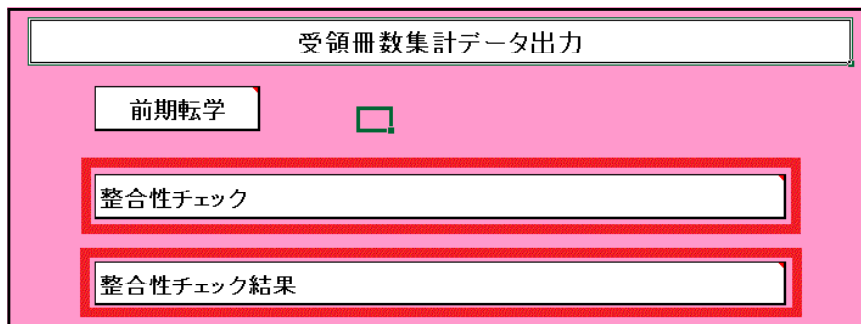 受領冊数集計データ出力
前期転学
整合性チェック
整合性チェック結果